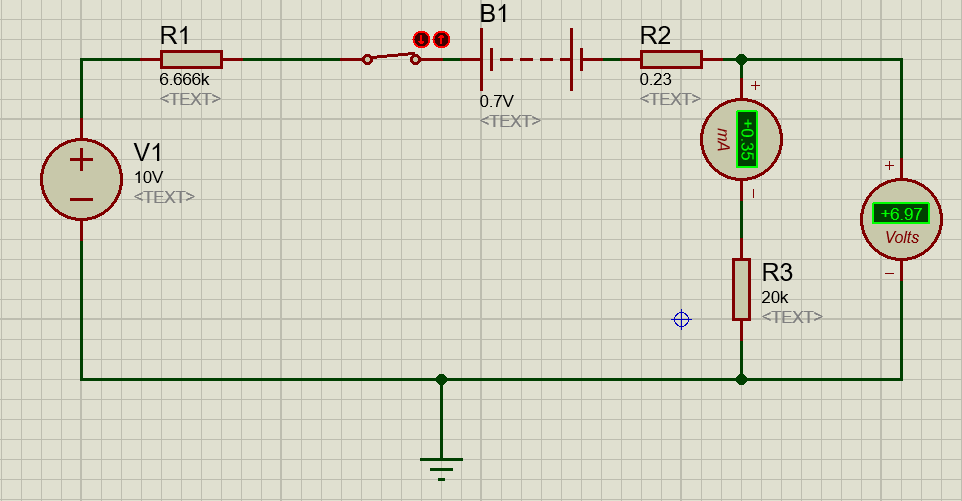 B1
R1
R2
6.666k
<TEXT>
0.23
<TEXT>
0.7V
<TEXT>
+
mA
+0.35
−
V1
10V
<TEXT>
+
−
+
+6.97
Volts
−
R3
20k
<TEXT>